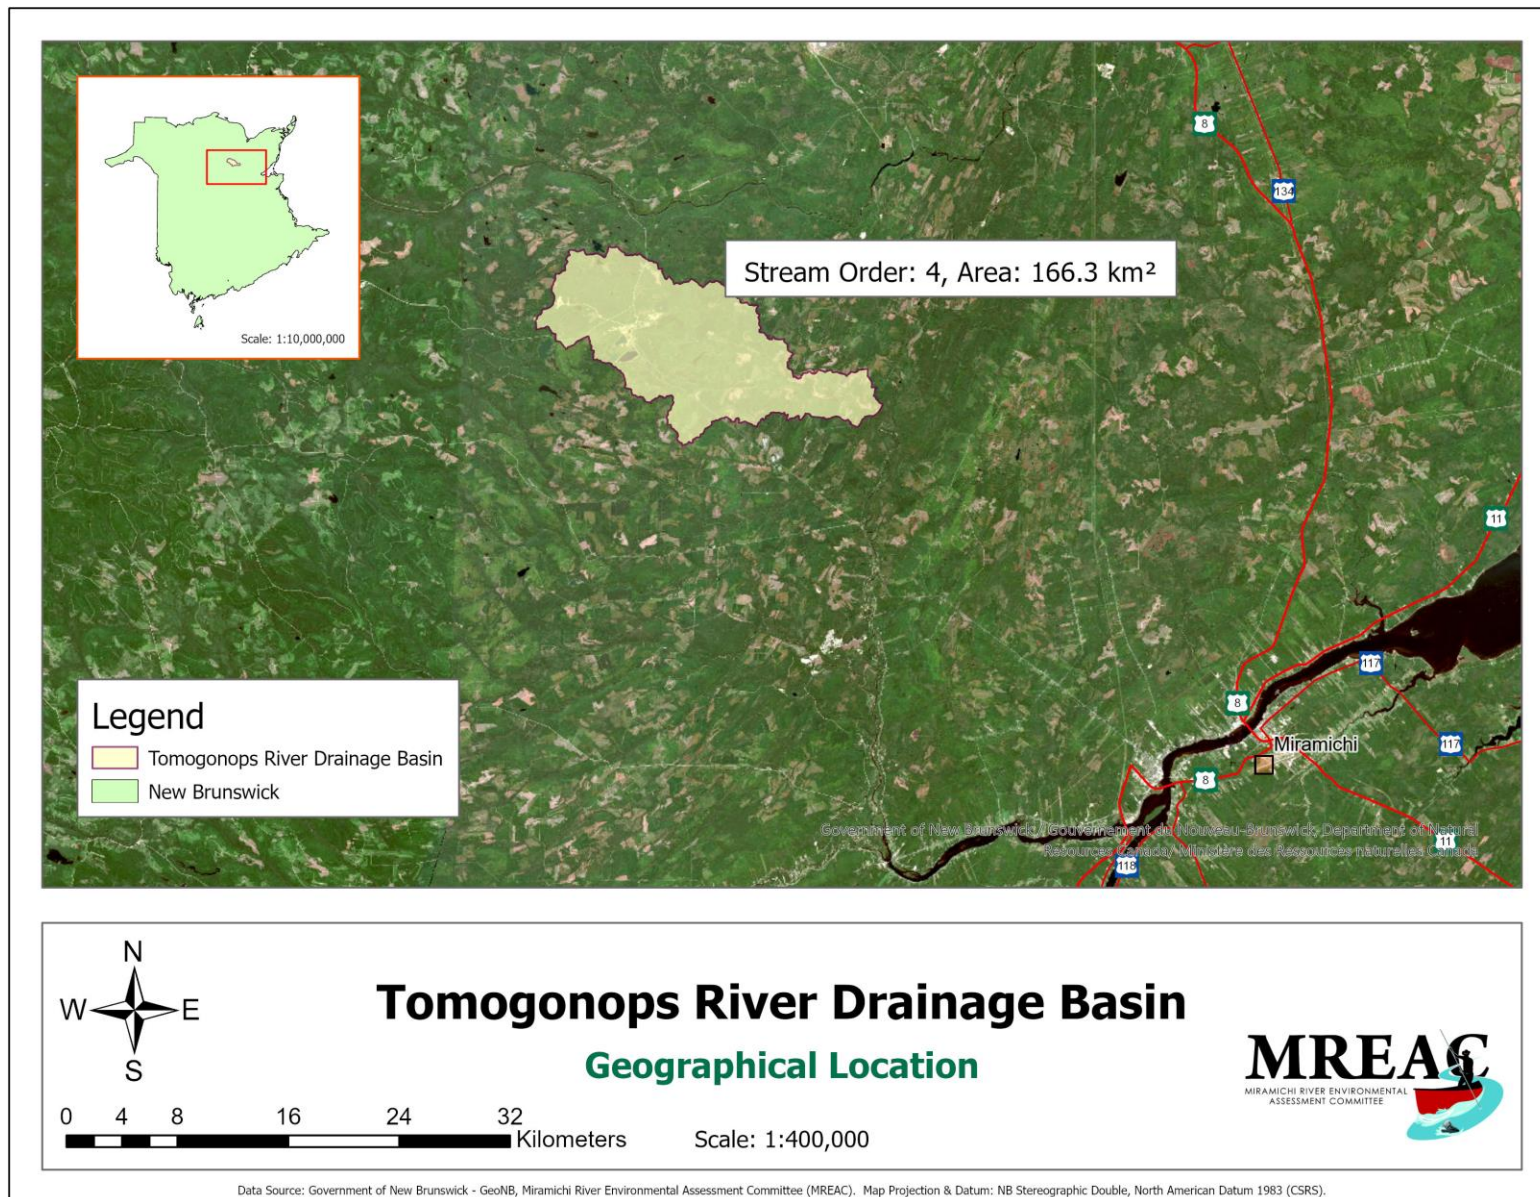 8
134
Stream Order: 4, Area: 166.3 km²
Scale: 1:10,000,000
11
117
8
Legend
Tomogonops River Drainage Basin
New Brunswick
Miramichi
117
8
Government of New Brunswick / Gouvernement du Nouveau-Brunswick, Department of Natural
Resources Canada/ Ministère des Ressources naturelles Canada
11
118
N
W E
S
Tomogonops River Drainage Basin
Geographical Location
0 4 8 16 24 32
Kilometers
Scale: 1:400,000
MREAC
MIRAMICHI RIVER ENVIRONMENTAL
ASSESSMENT COMMITTEE
Data Source: Government of New Brunswick - GeoNB, Miramichi River Environmental Assessment Committee (MREAC). Map Projection & Datum: NB Stereographic Double, North American Datum 1983 (CSRS).